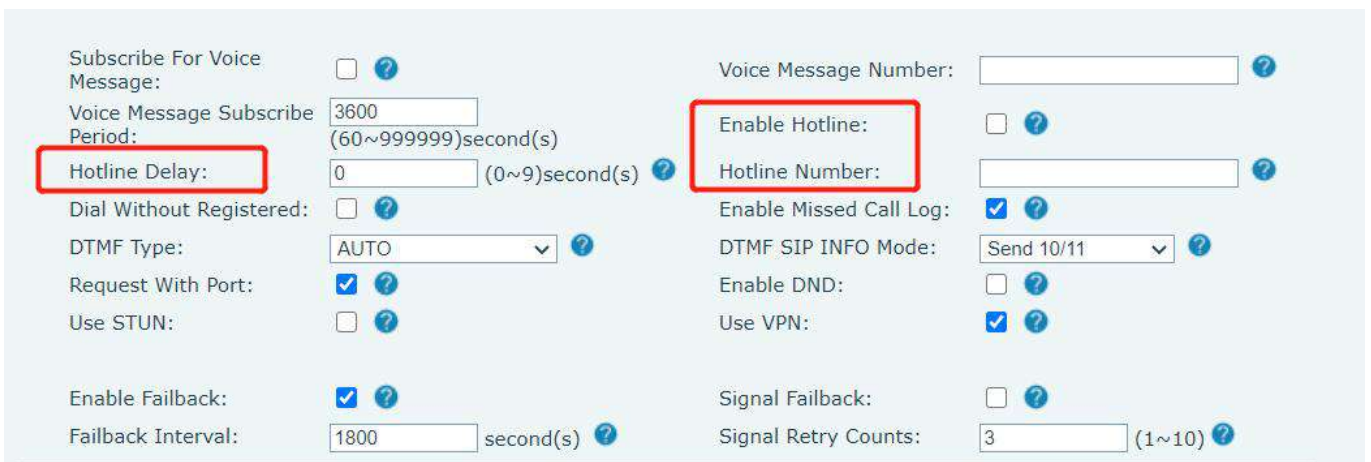 Subscribe For Voice Message: ?
Voice Message Number: ?
Voice Message Subscribe Period: 3600 (60~999999)second(s)
Enable Hotline: ?
Hotline Delay: 0 (0~9)second(s) ?
Hotline Number: ?
Dial Without Registered: ?
Enable Missed Call Log: ?
DTMF Type: AUTO ?
DTMF SIP INFO Mode: Send 10/11 ?
Request With Port: ?
Enable DND: ?
Use STUN: ?
Use VPN: ?
Enable Failback: ?
Signal Failback: ?
Failback Interval: 1800 second(s) ?
Signal Retry Counts: 3 (1~10) ?